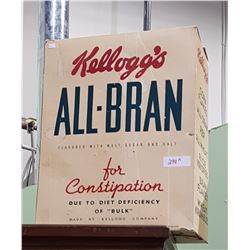 Kellogg's
ALL-BRAN
FLAVORED WITH MALT, SUGAR AND SALT
for
Constipation
DUE TO DIET DEFICIENCY
OF "BULK"
MADE BY KELLOGG COMPANY